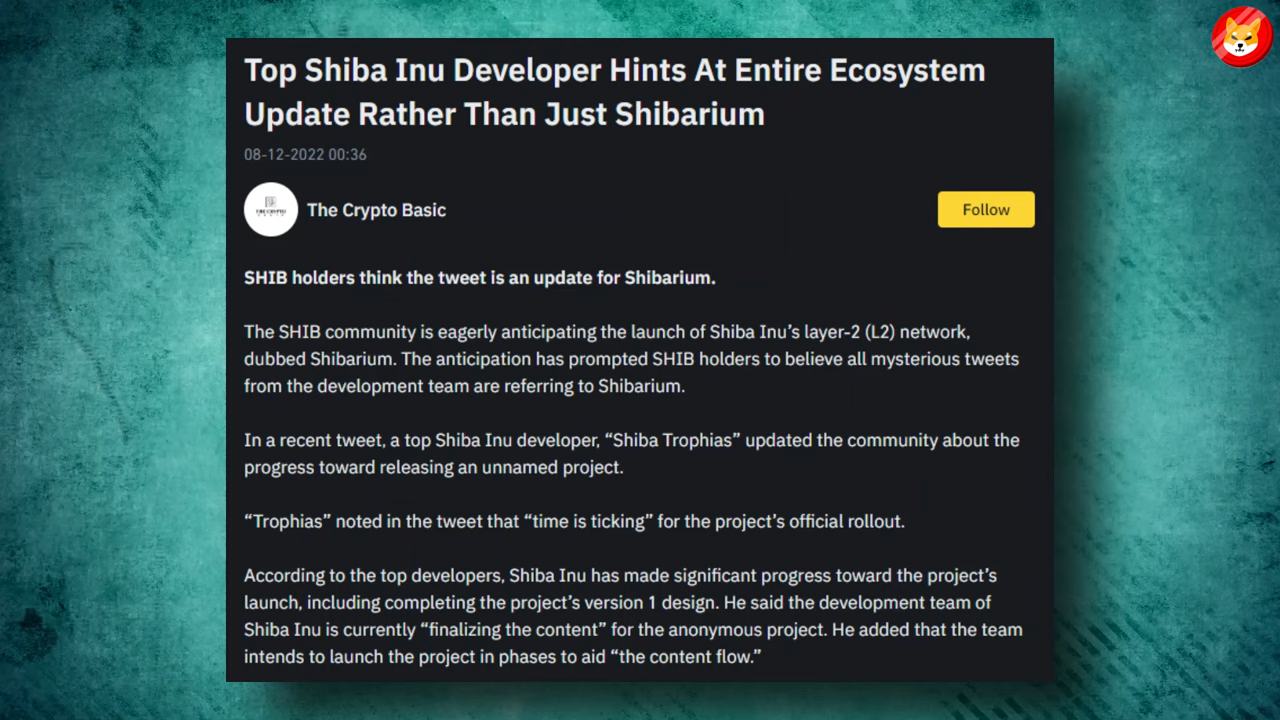 Top Shiba Inu Developer Hints At Entire Ecosystem
Update Rather Than Just Shibarium
08-12-2022 00:36
The Crypto Basic
Follow
SHIB holders think the tweet is an update for Shibarium.
The SHIB community is eagerly anticipating the launch of Shiba Inu’s layer-2 (L2) network,
dubbed Shibarium. The anticipation has prompted SHIB holders to believe all mysterious tweets
from the development team are referring to Shibarium.
In a recent tweet, a top Shiba Inu developer, “Shiba Trophias” updated the community about the
progress toward releasing an unnamed project.
“Trophias” noted in the tweet that “time is ticking” for the project’s official rollout.
According to the top developers, Shiba Inu has made significant progress toward the project’s
launch, including completing the project’s version 1 design. He said the development team of
Shiba Inu is currently “finalizing the content” for the anonymous project. He added that the team
intends to launch the project in phases to aid “the content flow.”